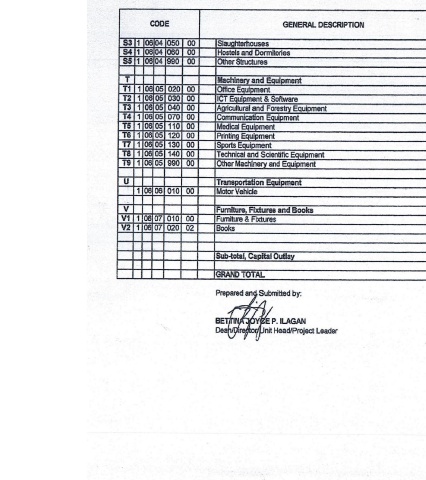 CODE GENERAL DESCRIPTION
S3 1 06 04 050 00 Slaughterhouses
S4 1 06 04 060 00 Hostels and Dormitories
S5 1 06 04 990 00 Other Structures
T Machinery and Equipment
T1 1 06 05 020 00 Office Equipment
T2 1 06 05 030 00 ICT Equipment & Software
T3 1 06 05 040 00 Agricultural and Forestry Equipment
T4 1 06 05 070 00 Communication Equipment
T5 1 06 05 110 00 Medical Equipment
T6 1 06 05 120 00 Printing Equipment
T7 1 06 05 130 00 Sports Equipment
T8 1 06 05 140 00 Technical and Scientific Equipment
T9 1 06 05 990 00 Other Machinery and Equipment
U Transportation Equipment
1 06 06 010 00 Motor Vehicle
V Furniture, Fixtures and Books
V1 1 06 07 010 00 Furniture & Fixtures
V2 1 06 07 020 02 Books
Sub-total, Capital Outlay
GRAND TOTAL
Prepared and Submitted by:
BETTINA JOYCE P. ILAGAN
Dean/Director/Unit Head/Project Leader